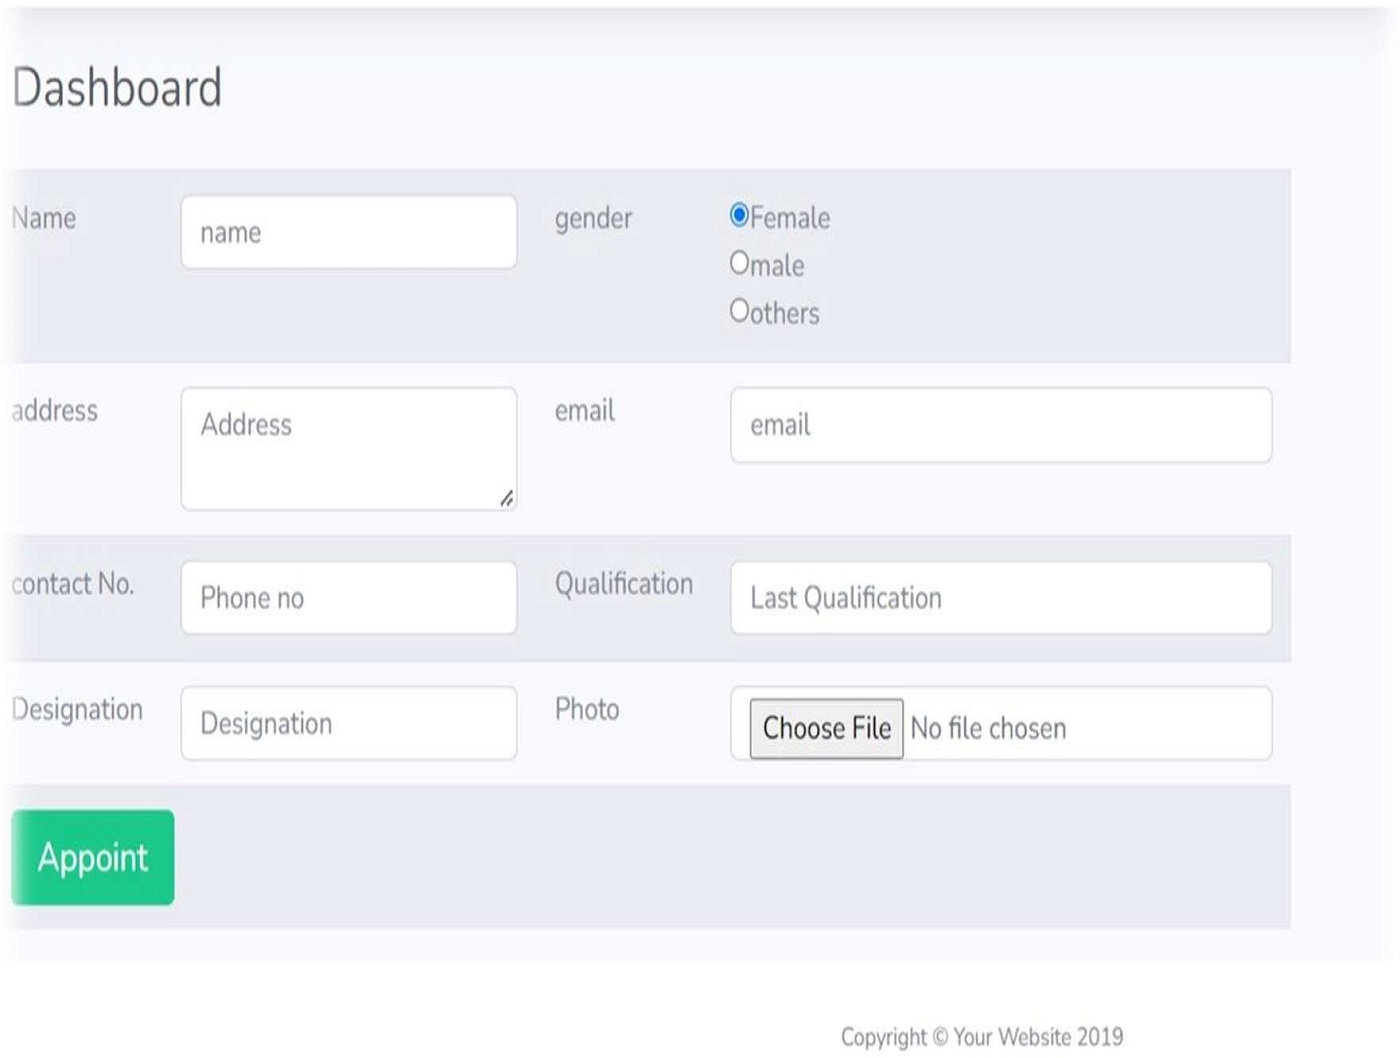 Dashboard
Name name gender Female
male
others
address Address email email
contact No. Phone no Qualification Last Qualification
Designation Designation Photo Choose File No file chosen
Appoint
Copyright © Your Website 2019